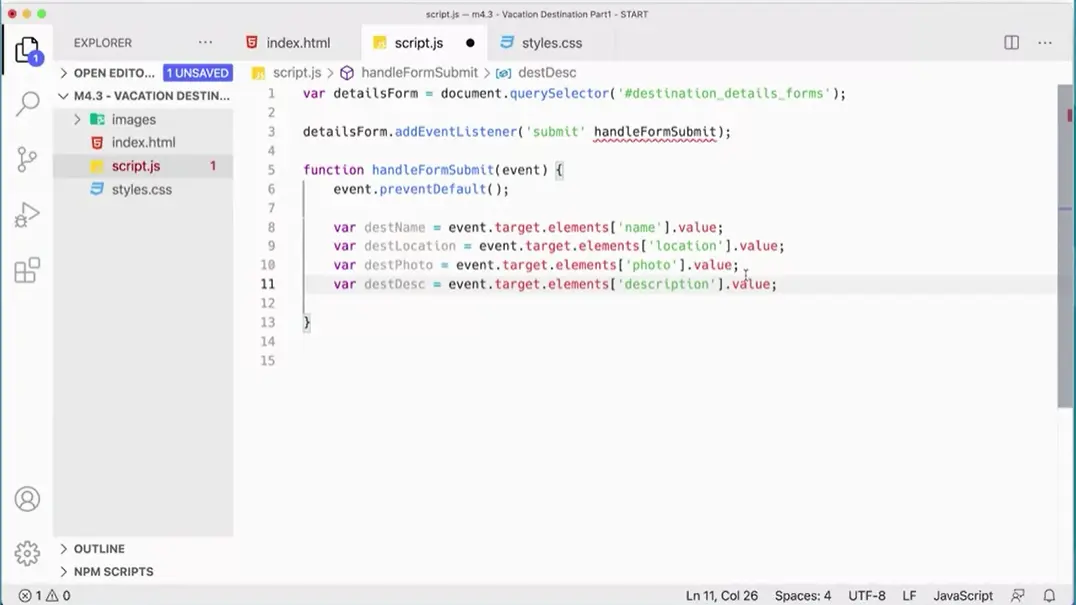 script.js — m4.3 - Vacation Destination Part1 - START
EXPLORER
index.html
script.js
styles.css
OPEN EDITO... 1 UNSAVED
script.js > handleFormSubmit > destDesc
M4.3 - VACATION DESTIN...
images
index.html
script.js 1
styles.css
1 var detailsForm = document.querySelector('#destination_details_forms');
2
3 detailsForm.addEventListener('submit' handleFormSubmit);
4
5 function handleFormSubmit(event) {
6 event.preventDefault();
7
8 var destName = event.target.elements['name'].value;
9 var destLocation = event.target.elements['location'].value;
10 var destPhoto = event.target.elements['photo'].value;
11 var destDesc = event.target.elements['description'].value;
12
13 }
14
15
1
OUTLINE
NPM SCRIPTS
1 0
Ln 11, Col 26 Spaces: 4 UTF-8 LF JavaScript